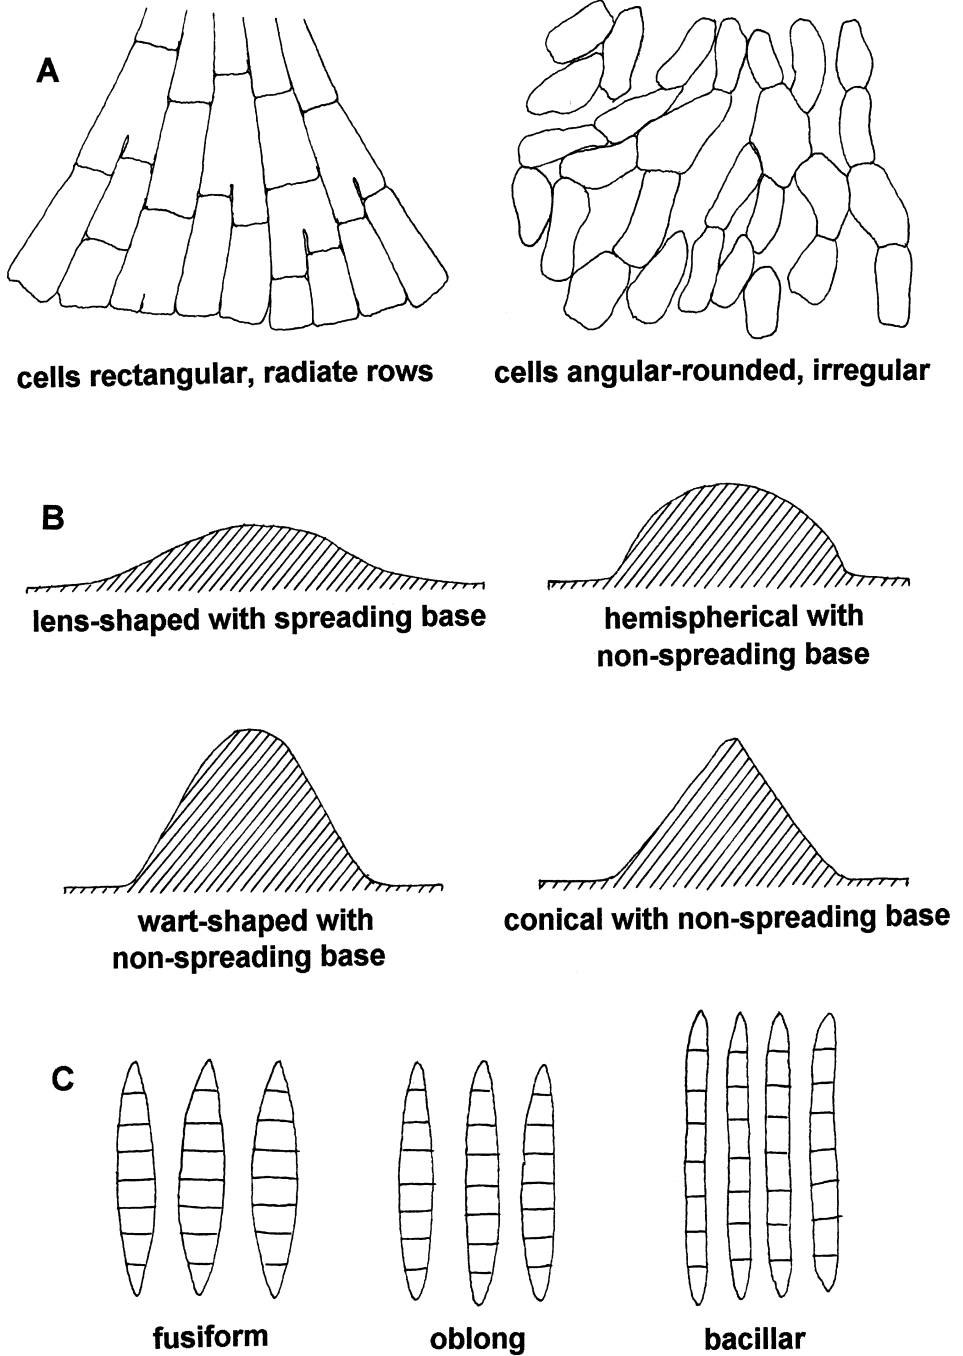 A
cells rectangular, radiate rows
cells angular-rounded, irregular
B
lens-shaped with spreading base
hemispherical with
non-spreading base
wart-shaped with
non-spreading base
conical with non-spreading base
C
fusiform
oblong
bacillar